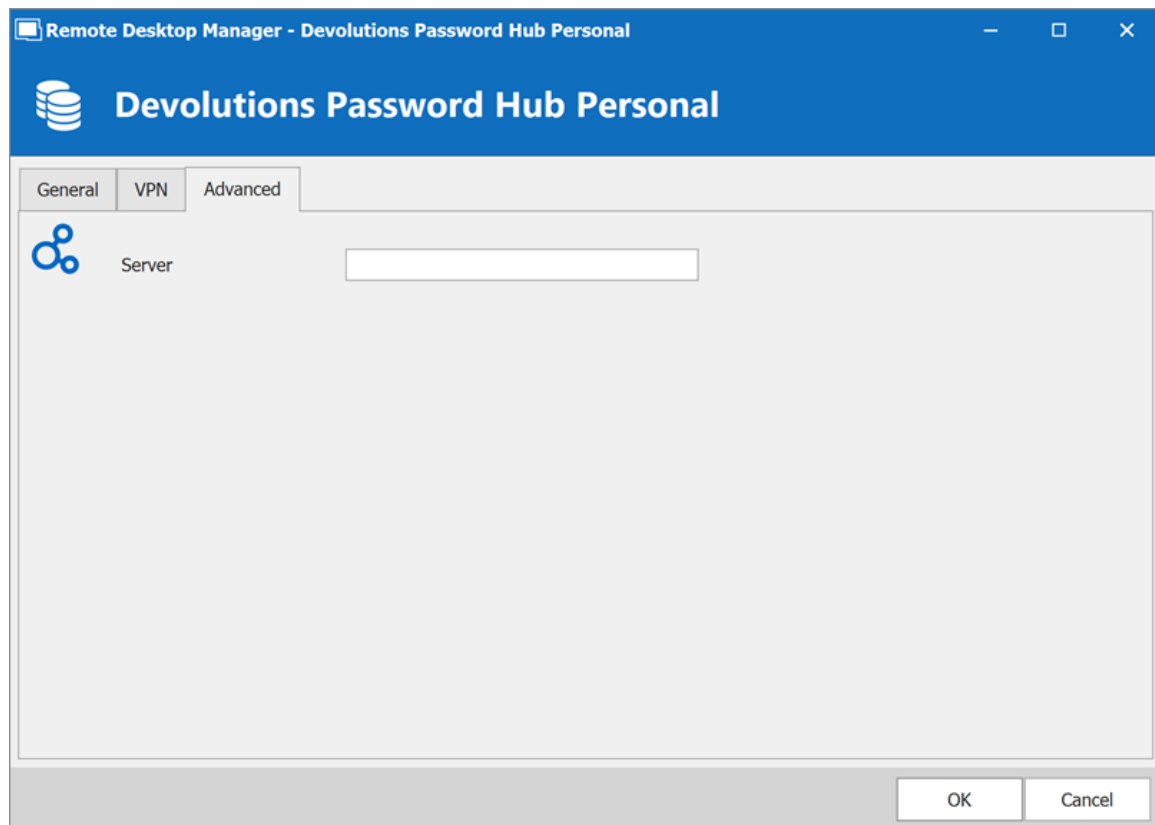 Remote Desktop Manager - Devolutions Password Hub Personal
Devolutions Password Hub Personal
General VPN Advanced
Server
OK Cancel